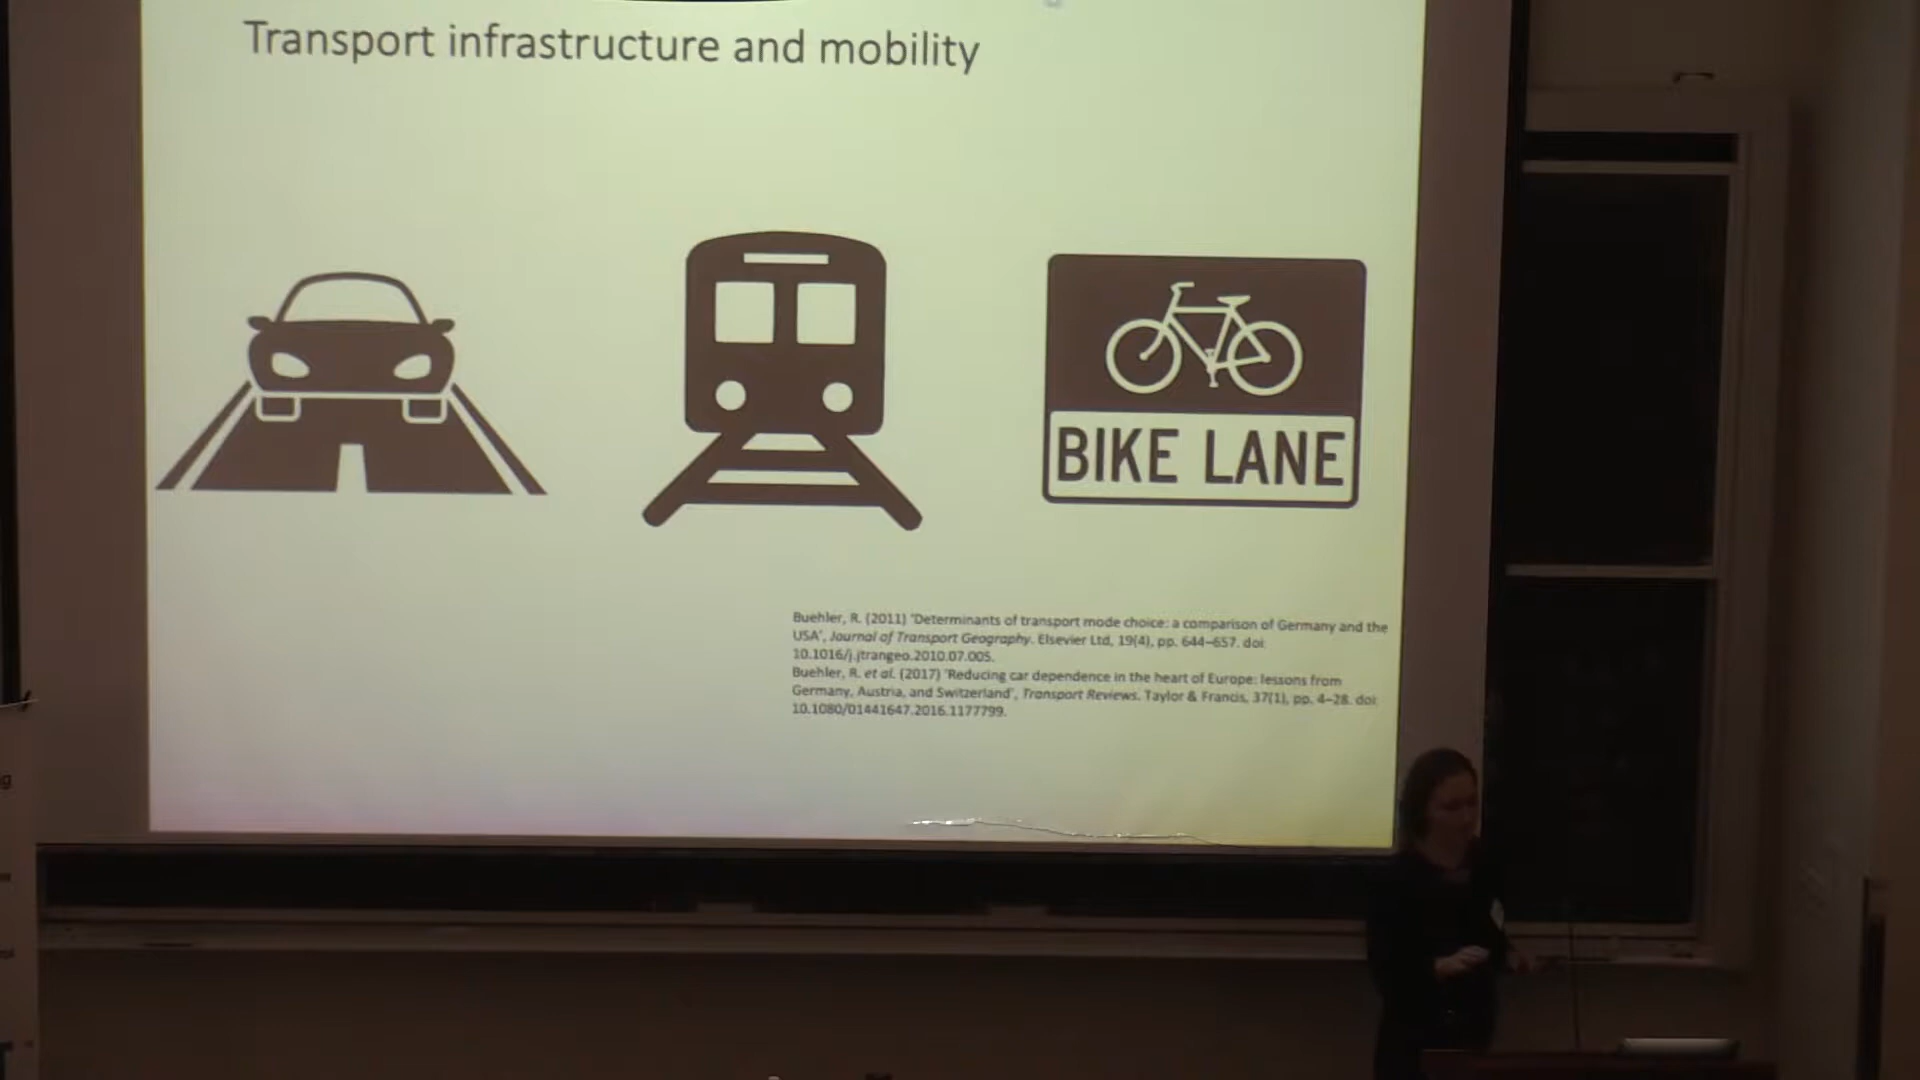 Transport infrastructure and mobility
BIKE LANE
Buehler, R. (2011) 'Determinants of transport mode choice: a comparison of Germany and the
USA', Journal of Transport Geography. Elsevier Ltd, 19(4), pp. 644–657. doi:
10.1016/j.jtrangeo.2010.07.005.
Buehler, R. et al. (2017) 'Reducing car dependence in the heart of Europe: lessons from
Germany, Austria, and Switzerland', Transport Reviews. Taylor & Francis, 37(1), pp. 4–28. doi:
10.1080/01441647.2016.1177799.